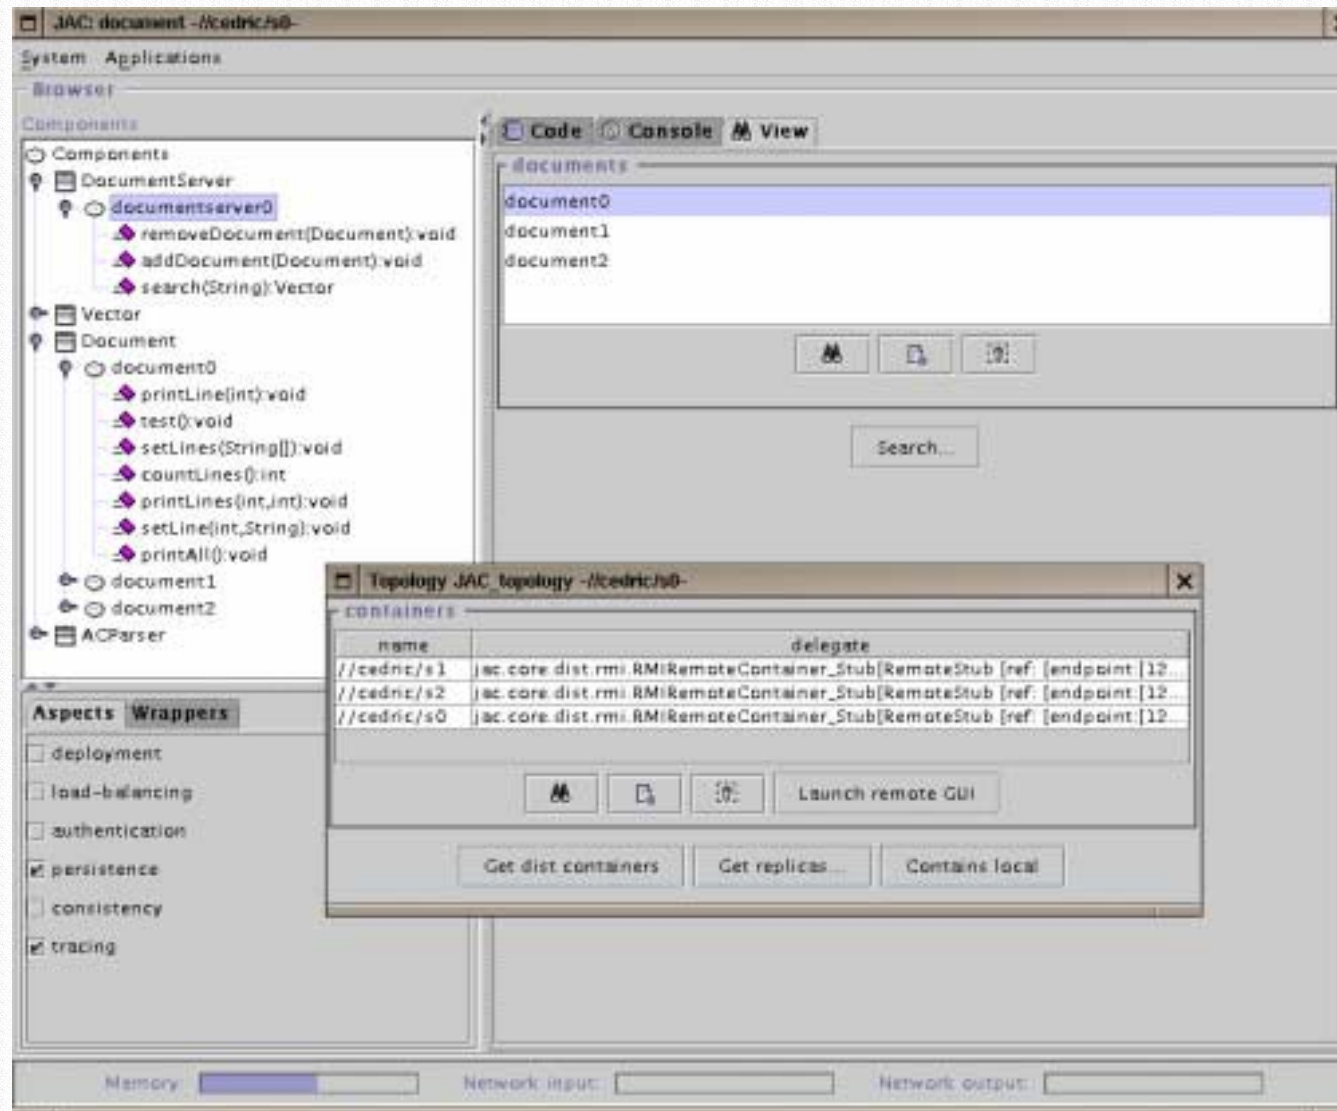 JAC: document -//cedric/s0-
System Applications
Browser
Components
Components
DocumentServer
documentserver0
removeDocument(Document):void
addDocument(Document):void
search(String):Vector
Vector
Document
document0
printLine(int):void
test():void
setLines(String[]):void
countLines():int
printLines(int,int):void
setLine(int,String):void
printAll():void
document1
document2
ACParser
Aspects Wrappers
deployment
load-balancing
authentication
persistence
consistency
tracing
Code Console View
documents
document0
document1
document2
Search...
Topology JAC_topology -//cedric/s0-
containers
name delegate
//cedric/s1 jac.core.dist.rmi.RMIRemoteContainer_Stub[RemoteStub [ref: [endpoint:[12...
//cedric/s2 jac.core.dist.rmi.RMIRemoteContainer_Stub[RemoteStub [ref: [endpoint:[12...
//cedric/s0 jac.core.dist.rmi.RMIRemoteContainer_Stub[RemoteStub [ref: [endpoint:[12...
Launch remote GUI
Get dist containers Get replicas... Contains local
Memory Network input: Network output: